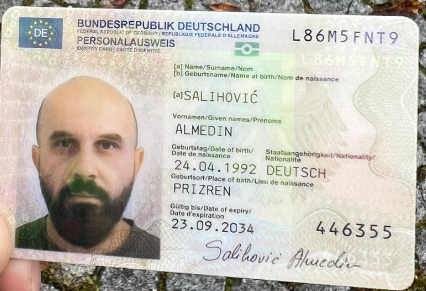 BUNDESREPUBLIK DEUTSCHLAND
FEDERAL REPUBLIC OF GERMANY / REPUBLIQUE FEDERALE D'ALLEMAGNE
PERSONALAUSWEIS
IDENTITY CARD / CARTE D'IDENTITÉ
DE
L86M5FNT9
[a] Name/Surname/Nom
[b] Geburtsname/Name at birth/Nom de naissance
[a]SALIHOVIĆ
Vornamen/Given names/Prénoms
ALMEDIN
Geburtstag/Date of birth/ Staatsangehörigkeit/Nationality/
Date de naissance Nationalité
24.04.1992 DEUTSCH
Geburtsort/Place of birth/Lieu de naissance
PRIZREN
Gültig bis/Date of expiry/
Date d'expiration
23.09.2034 446355
Salihović Almedin